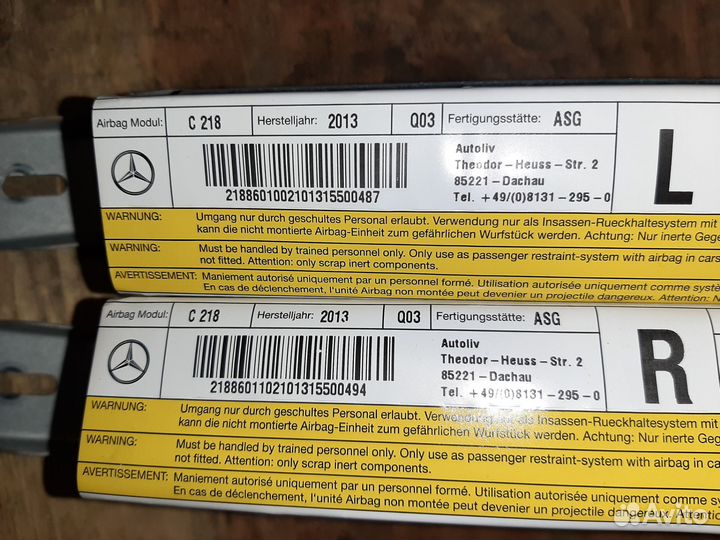 Airbag Modul: C 218 Herstelljahr: 2013 Q03 Fertigungsstätte: ASG
L
Autoliv
Theodor-Heuss-Str. 2
85221-Dachau
Tel. +49/(0)8131-295-0
2188601002101315500487
WARNUNG: Umgang nur durch geschultes Personal erlaubt. Verwendung nur als Insassen-Rueckhaltesystem mit
kann die nicht montierte Airbag-Einheit zum gefährlichen Wurfstück werden. Achtung: Nur inerte Gege
WARNING: Must be handled by trained personnel only. Only use as passenger restraint-system with airbag in cars
not fitted. Attention: only scrap inert components.
AVERTISSEMENT: Maniement autorisé uniquement par un personnel formé. Utilisation autorisée uniquement comme systè
En cas de déclenchement, l'unité Airbag non montée peut devenir un projectile dangereux. Attention: N
Airbag Modul: C 218 Herstelljahr: 2013 Q03 Fertigungsstätte: ASG
R
Autoliv
Theodor-Heuss-Str. 2
85221-Dachau
Tel. +49/(0)8131-295-0
2188601102101315500494
WARNUNG: Umgang nur durch geschultes Personal erlaubt. Verwendung nur als Insassen-Rueckhaltesystem mit
kann die nicht montierte Airbag-Einheit zum gefährlichen Wurfstück werden. Achtung: Nur inerte Geg
WARNING: Must be handled by trained personnel only. Only use as passenger restraint-system with airbag in ca
not fitted. Attention: only scrap inert components.
AVERTISSEMENT: Maniement autorisé uniquement par un personnel formé. Utilisation autorisée uniquement comme sy
En cas de déclenchement, l'unité Airbag non montée peut devenir un projectile dangereux. Atten
Avito